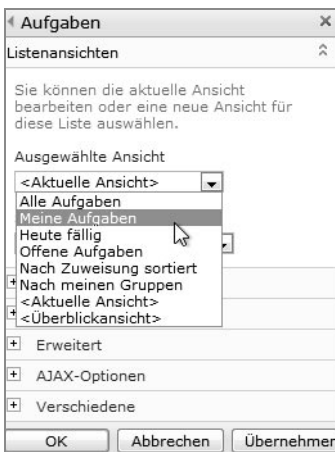 Aufgaben
Listenansichten
Sie können die aktuelle Ansicht
bearbeiten oder eine neue Ansicht für
diese Liste auswählen.
Ausgewählte Ansicht
<Aktuelle Ansicht>
Alle Aufgaben
Meine Aufgaben
Heute fällig
Offene Aufgaben
Nach Zuweisung sortiert
Nach meinen Gruppen
<Aktuelle Ansicht>
<Überblickansicht>
Erweitert
AJAX-Optionen
Verschiedene
OK Abbrechen Übernehmen